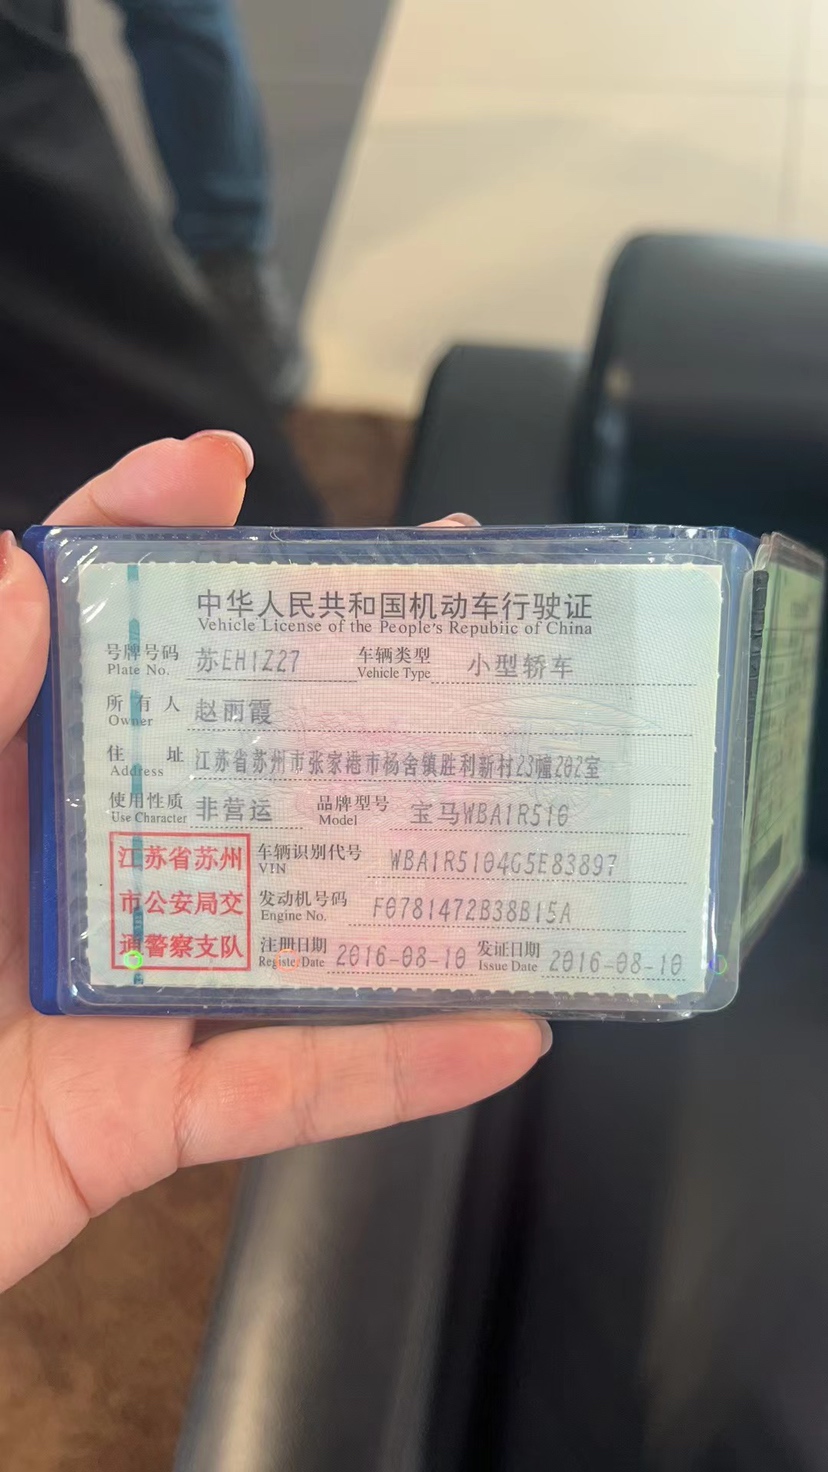 中华人民共和国机动车行驶证
Vehicle License of the People's Republic of China
号牌号码 苏EH1Z27 车辆类型 小型轿车
Plate No. Vehicle Type
所有人 赵丽霞
Owner
住址 江苏省苏州市张家港市杨舍镇胜利新村23幢202室
Address
使用性质 非营运 品牌型号 宝马WBA1R510
Use Character Model
江苏省苏州
市公安局交
通警察支队
车辆识别代号 WBA1R5104G5E83897
VIN
发动机号码 F0781472B38B15A
Engine No.
注册日期 2016-08-10 发证日期 2016-08-10
Register Date Issue Date